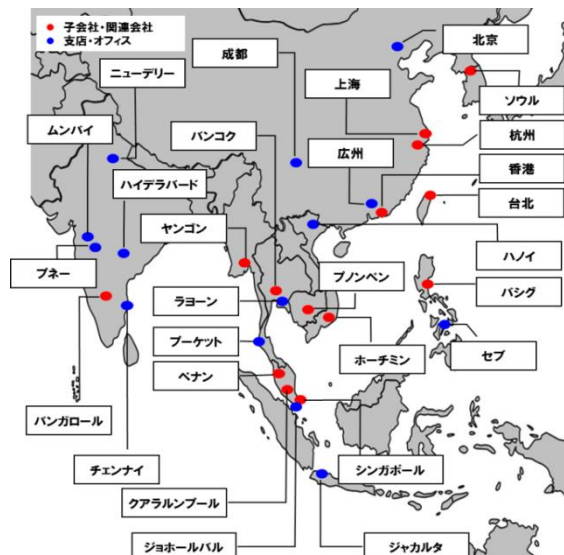 子会社・関連会社
支店・オフィス
北京
成都
ニューデリー
上海
ソウル
ムンバイ
バンコク
広州
杭州
香港
ハイデラバード
台北
ヤンゴン
ハノイ
プネー
プノンペン
パシグ
ラヨーン
プーケット
ホーチミン
セブ
ペナン
バンガロール
チェンナイ
シンガポール
クアラルンプール
ジョホールバル
ジャカルタ